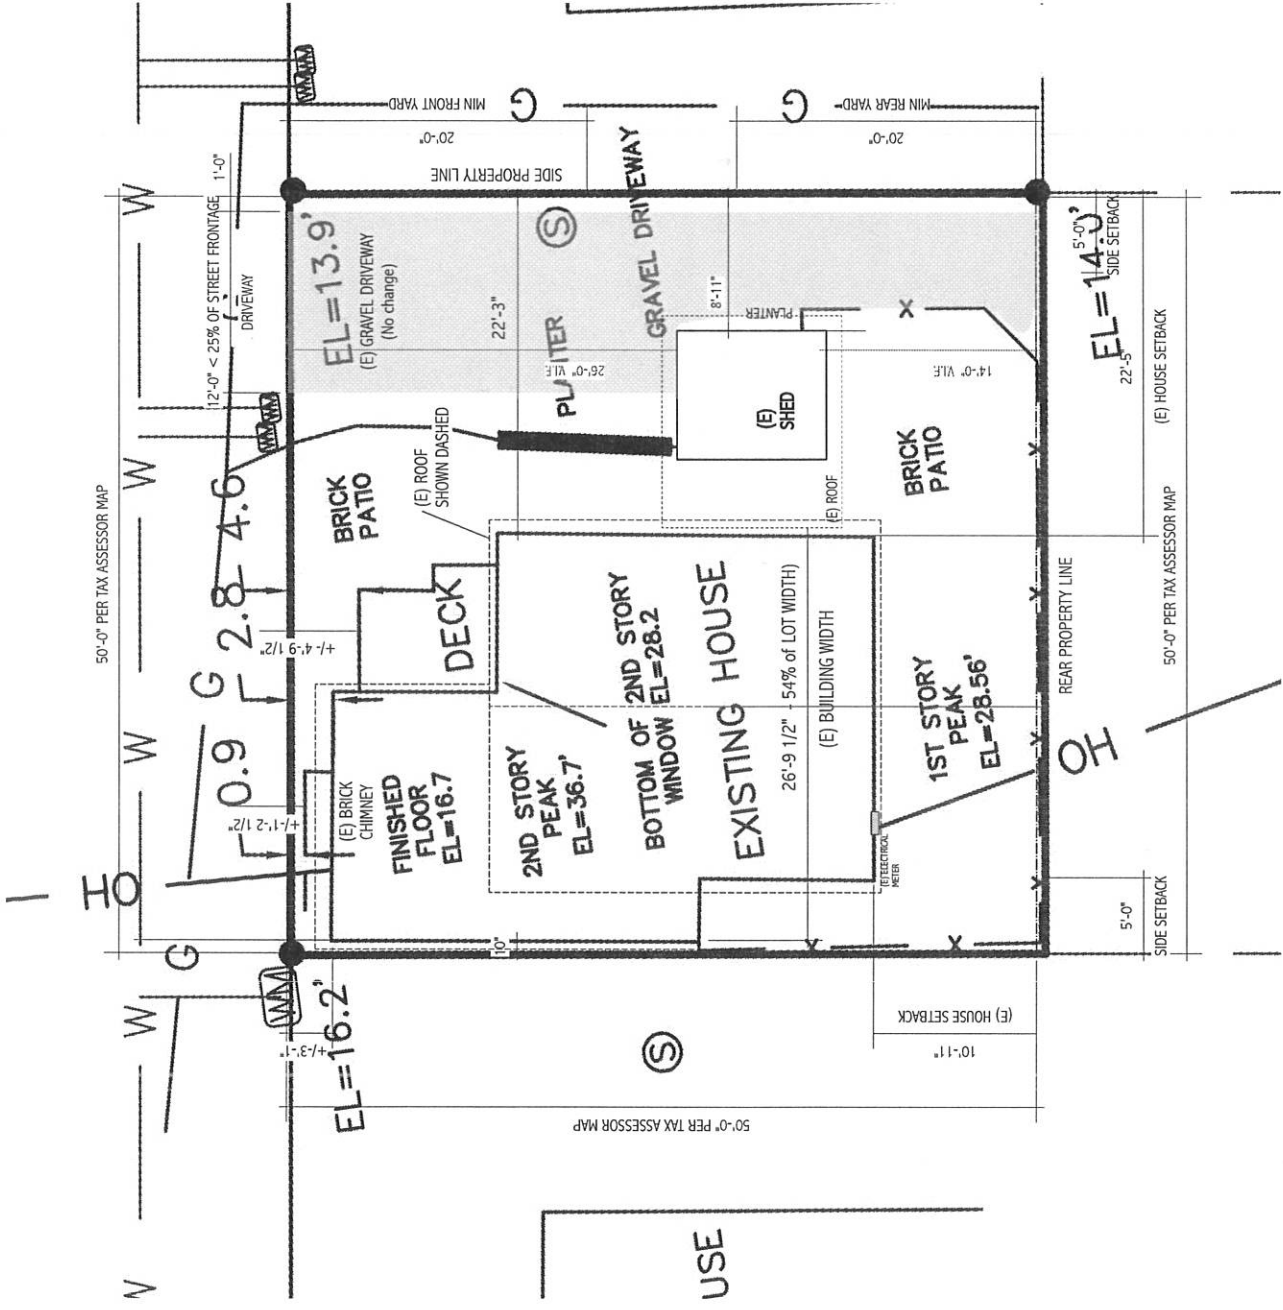 W
W
W
W
W
50'-0" PER TAX ASSESSOR MAP
12'-0" < 25% OF STREET FRONTAGE
1'-0"
DRIVEWAY
WM
WM
WM
WM
WM
MIN FRONT YARD
20'-0"
G
G
MIN REAR YARD
20'-0"
SIDE PROPERTY LINE
EL=13.9'
(E) GRAVEL DRIVEWAY
(No change)
S
GRAVEL DRIVEWAY
22'-3"
8'-11"
26'-0" V.I.F.
PLANTER
14'-0" V.I.F.
X
5'-0"
SIDE SETBACK
22'-5"
(E) HOUSE SETBACK
4.6
2.8
G
0.9
OH
G
BRICK
PATIO
(E) ROOF
SHOWN DASHED
(E)
SHED
(E) ROOF
BRICK
PATIO
X
X
X
X
+/- 4'-9 1/2"
DECK
BOTTOM OF 2ND STORY
WINDOW EL=28.2
EXISTING HOUSE
26'-9 1/2" - 54% of LOT WIDTH)
(E) BUILDING WIDTH
1ST STORY
PEAK
EL=28.56'
REAR PROPERTY LINE
50'-0" PER TAX ASSESSOR MAP
OH
+/-1'-2 1/2"
(E) BRICK
CHIMNEY
FINISHED
FLOOR
EL=16.7
2ND STORY
PEAK
EL=36.7'
(E) ELECTRICAL
METER
10"
X
X
5'-0"
SIDE SETBACK
+/-3'-1"
EL=16.2'
S
(E) HOUSE SETBACK
10'-11"
50'-0" PER TAX ASSESSOR MAP
USE